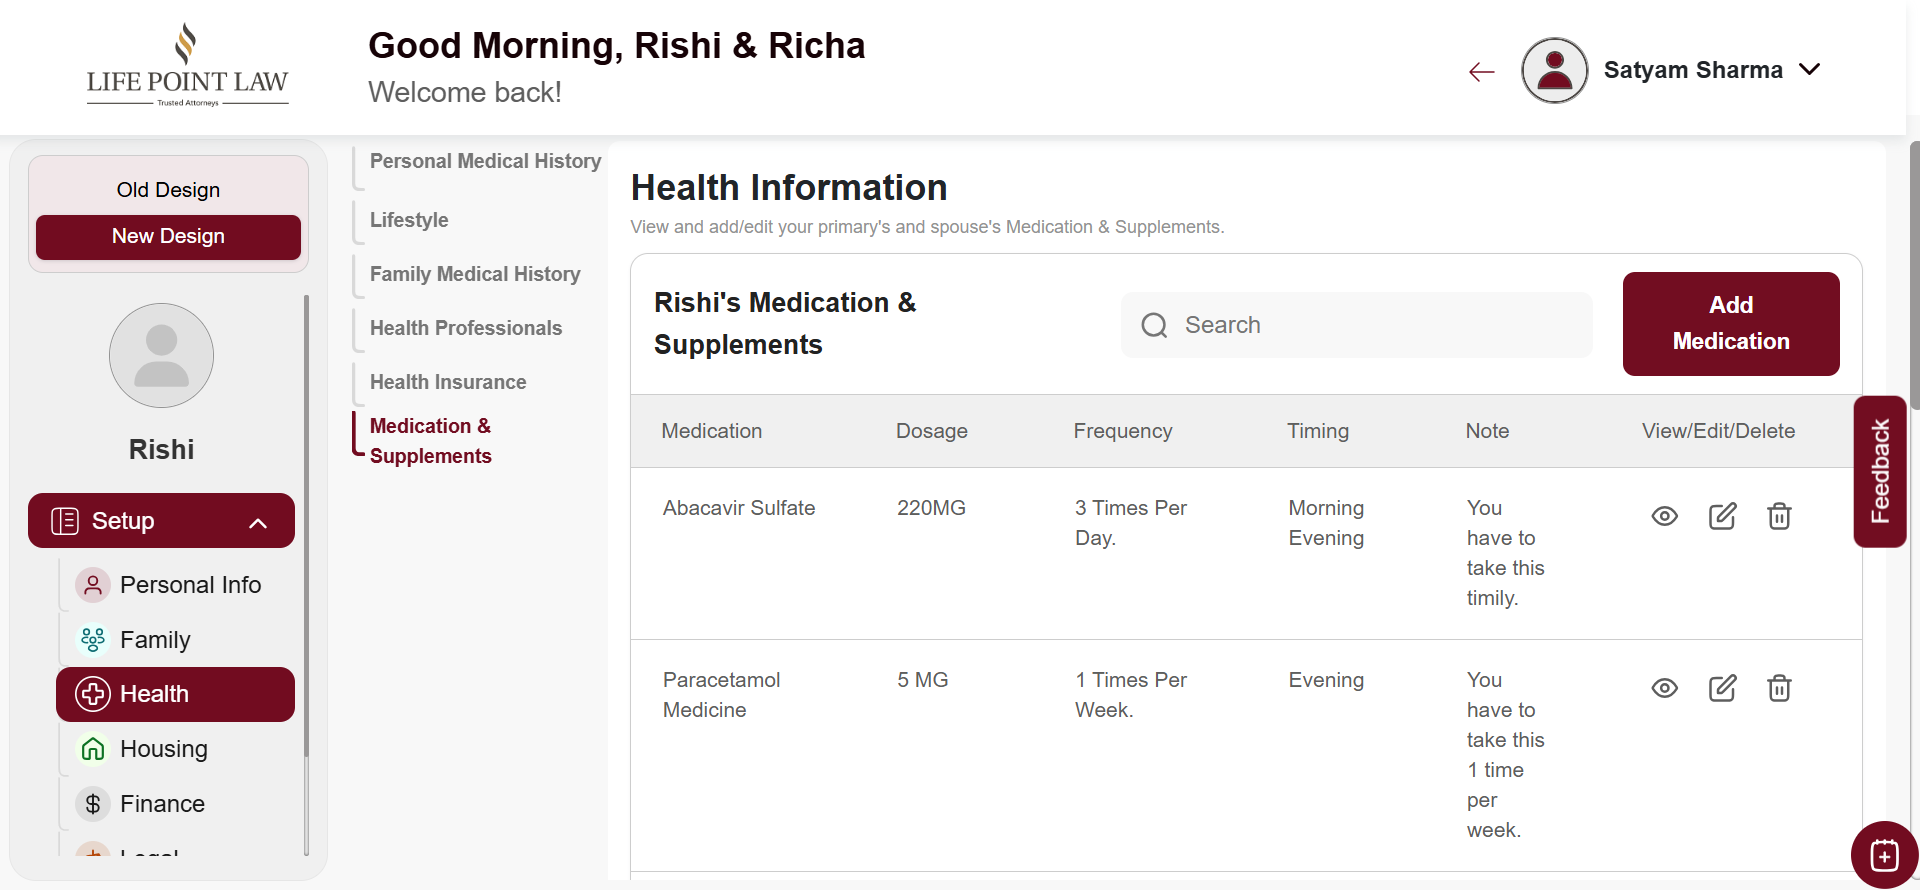 LIFE POINT LAW
Trusted Attorneys
Good Morning, Rishi & Richa
Welcome back!
Satyam Sharma
Old Design
New Design
Rishi
Setup
Personal Info
Family
Health
Housing
Finance
Personal Medical History
Lifestyle
Family Medical History
Health Professionals
Health Insurance
Medication &
Supplements
Health Information
View and add/edit your primary's and spouse's Medication & Supplements.
Rishi's Medication &
Supplements
Search
Add
Medication
Medication Dosage Frequency Timing Note View/Edit/Delete
Abacavir Sulfate 220MG 3 Times Per Morning You
Day. Evening have to
take this
timily.
Paracetamol 5 MG 1 Times Per Evening You
Medicine Week. have to
take this
1 time
per
week.
Feedback